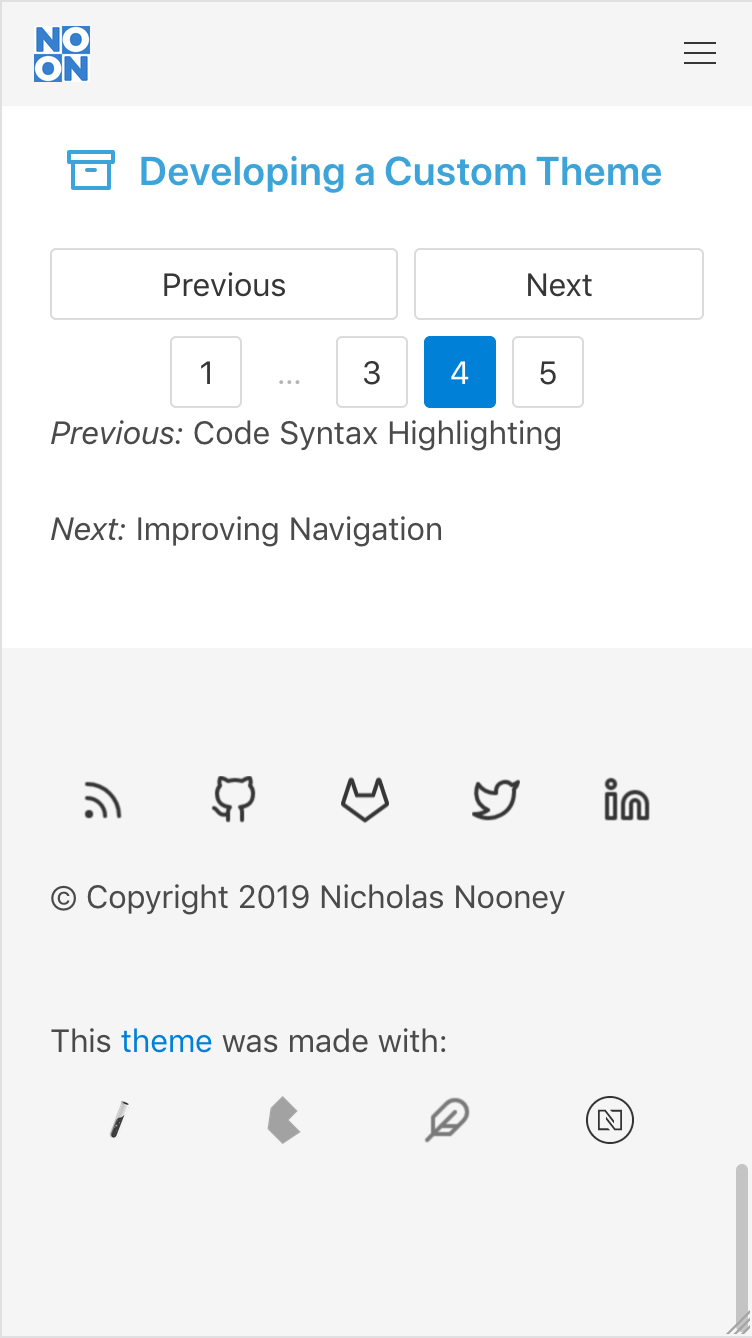 NO
ON
Developing a Custom Theme
Previous Next
1 ... 3 4 5
Previous: Code Syntax Highlighting
Next: Improving Navigation
© Copyright 2019 Nicholas Nooney
This theme was made with: